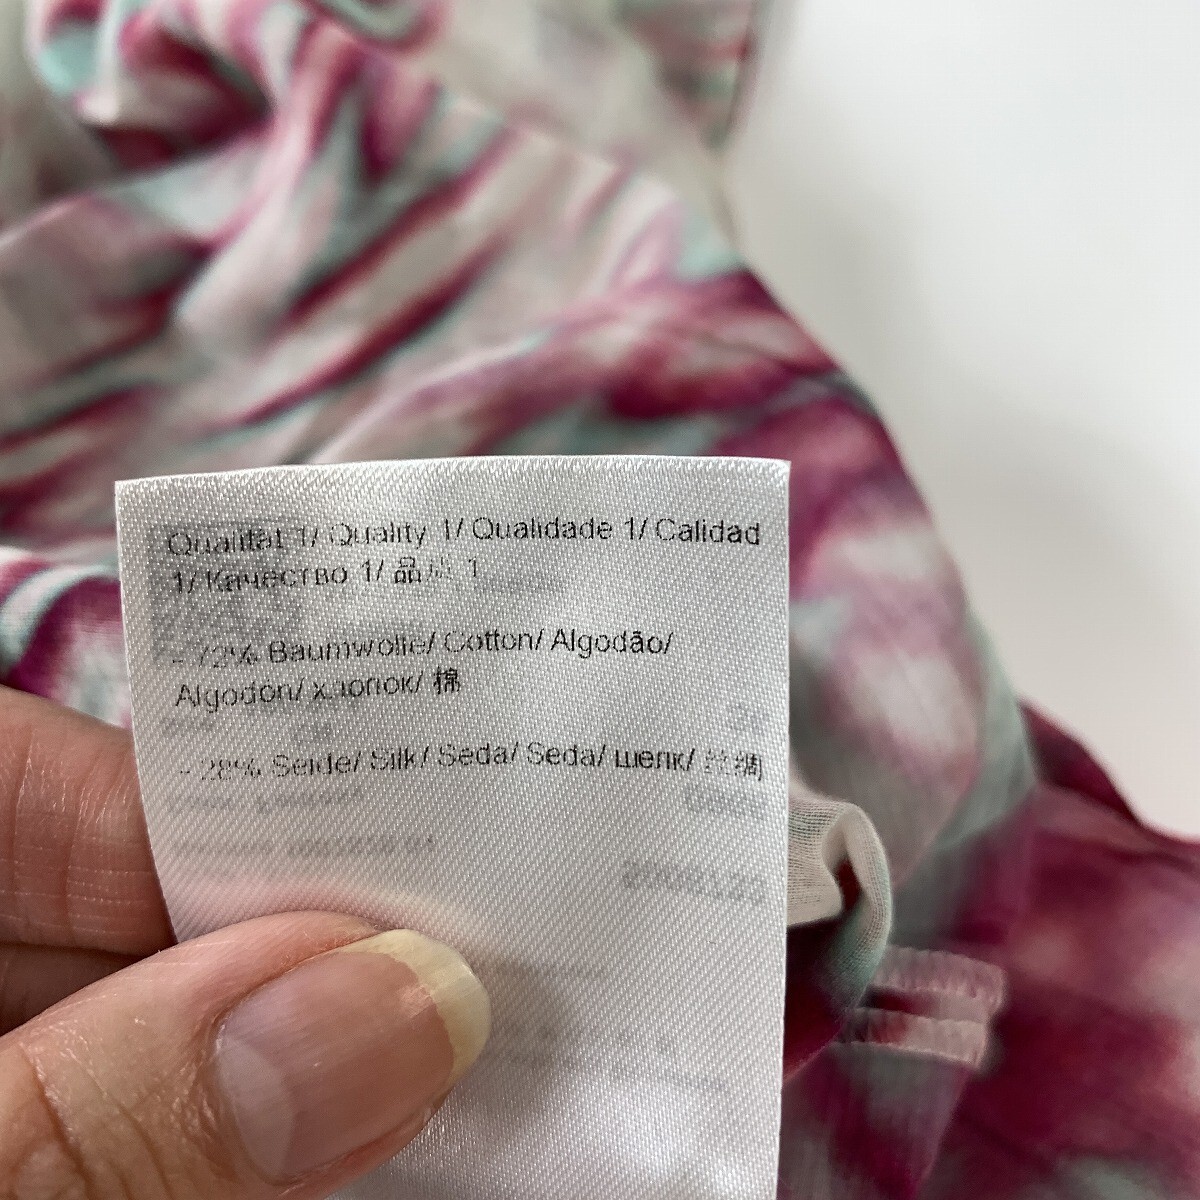 Qualität 1/ Quality 1/ Qualidade 1/ Calidad
1/ Качество 1/ 品质 1
- 72% Baumwolle/ Cotton/ Algodão/
Algodón/ хлопок/ 棉
- 28% Seide/ Silk/ Seda/ Seda/ шелк/ 丝绸